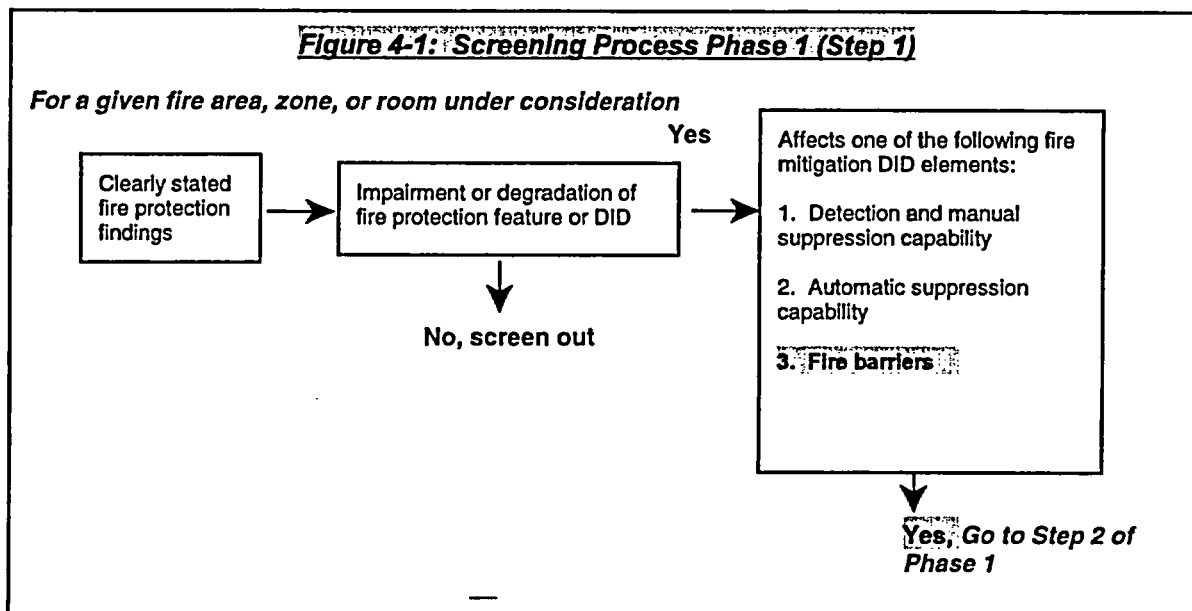 Figure 4-1: Screening Process Phase 1 (Step 1)
For a given fire area, zone, or room under consideration
Clearly stated
fire protection
findings
Impairment or degradation of
fire protection feature or DID
No, screen out
Yes
Affects one of the following fire
mitigation DID elements:
1. Detection and manual
suppression capability
2. Automatic suppression
capability
3. Fire barriers
Yes, Go to Step 2 of
Phase 1